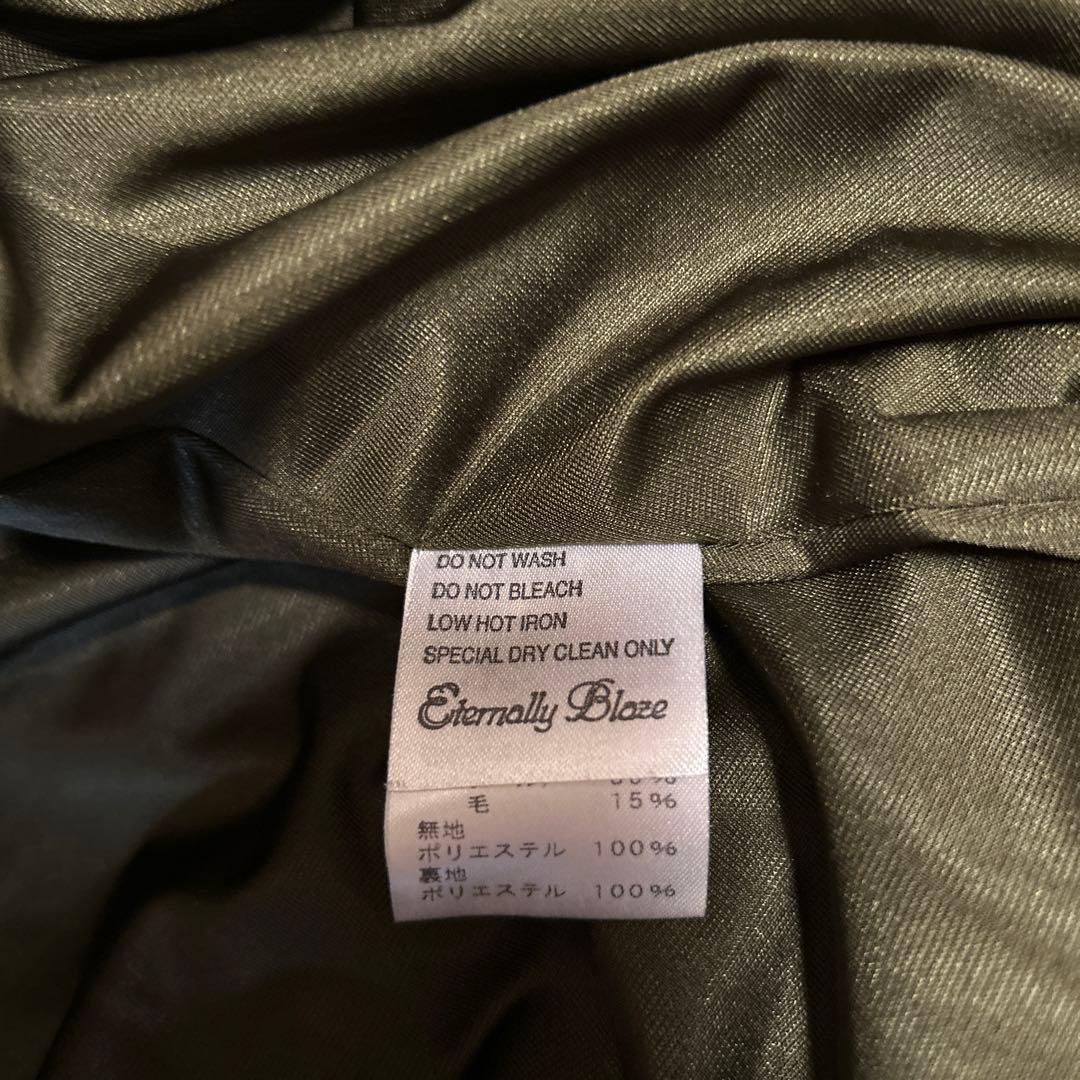 DO NOT WASH
DO NOT BLEACH
LOW HOT IRON
SPECIAL DRY CLEAN ONLY
Eternally Blaze
毛 15%
無地
ポリエステル 100%
裏地
ポリエステル 100%